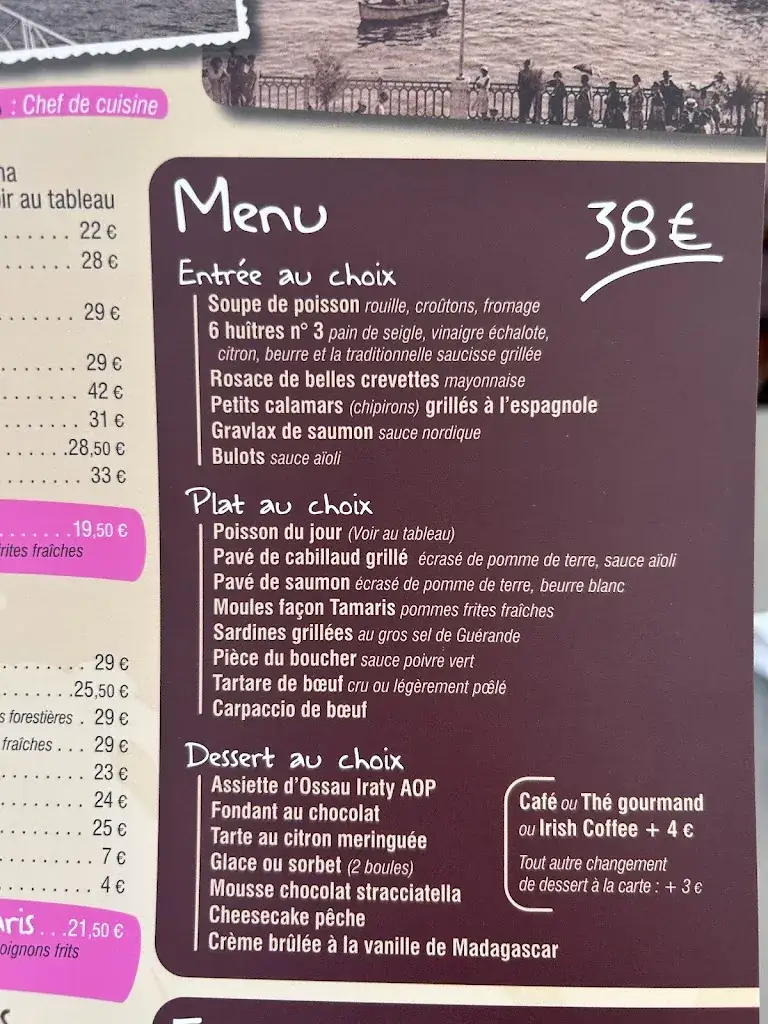 : Chef de cuisine
ir au tableau
22 €
28 €
29 €
29 €
42 €
31 €
28,50 €
33 €
19,50 €
frites fraîches
29 €
25,50 €
s forestières . 29 €
fraîches . . . 29 €
23 €
24 €
25 €
7 €
4 €
aris . . .21,50 €
oignons frits
Menu
38 €
Entrée au choix
Soupe de poisson rouille, croûtons, fromage
6 huîtres n° 3 pain de seigle, vinaigre échalote,
citron, beurre et la traditionnelle saucisse grillée
Rosace de belles crevettes mayonnaise
Petits calamars (chipirons) grillés à l'espagnole
Gravlax de saumon sauce nordique
Bulots sauce aïoli
Plat au choix
Poisson du jour (Voir au tableau)
Pavé de cabillaud grillé écrasé de pomme de terre, sauce aïoli
Pavé de saumon écrasé de pomme de terre, beurre blanc
Moules façon Tamaris pommes frites fraîches
Sardines grillées au gros sel de Guérande
Pièce du boucher sauce poivre vert
Tartare de bœuf cru ou légèrement poêlé
Carpaccio de bœuf
Dessert au choix
Assiette d'Ossau Iraty AOP
Fondant au chocolat
Tarte au citron meringuée
Glace ou sorbet (2 boules)
Mousse chocolat stracciatella
Cheesecake pêche
Crème brûlée à la vanille de Madagascar
Café ou Thé gourmand
ou Irish Coffee + 4 €
Tout autre changement
de dessert à la carte : + 3 €